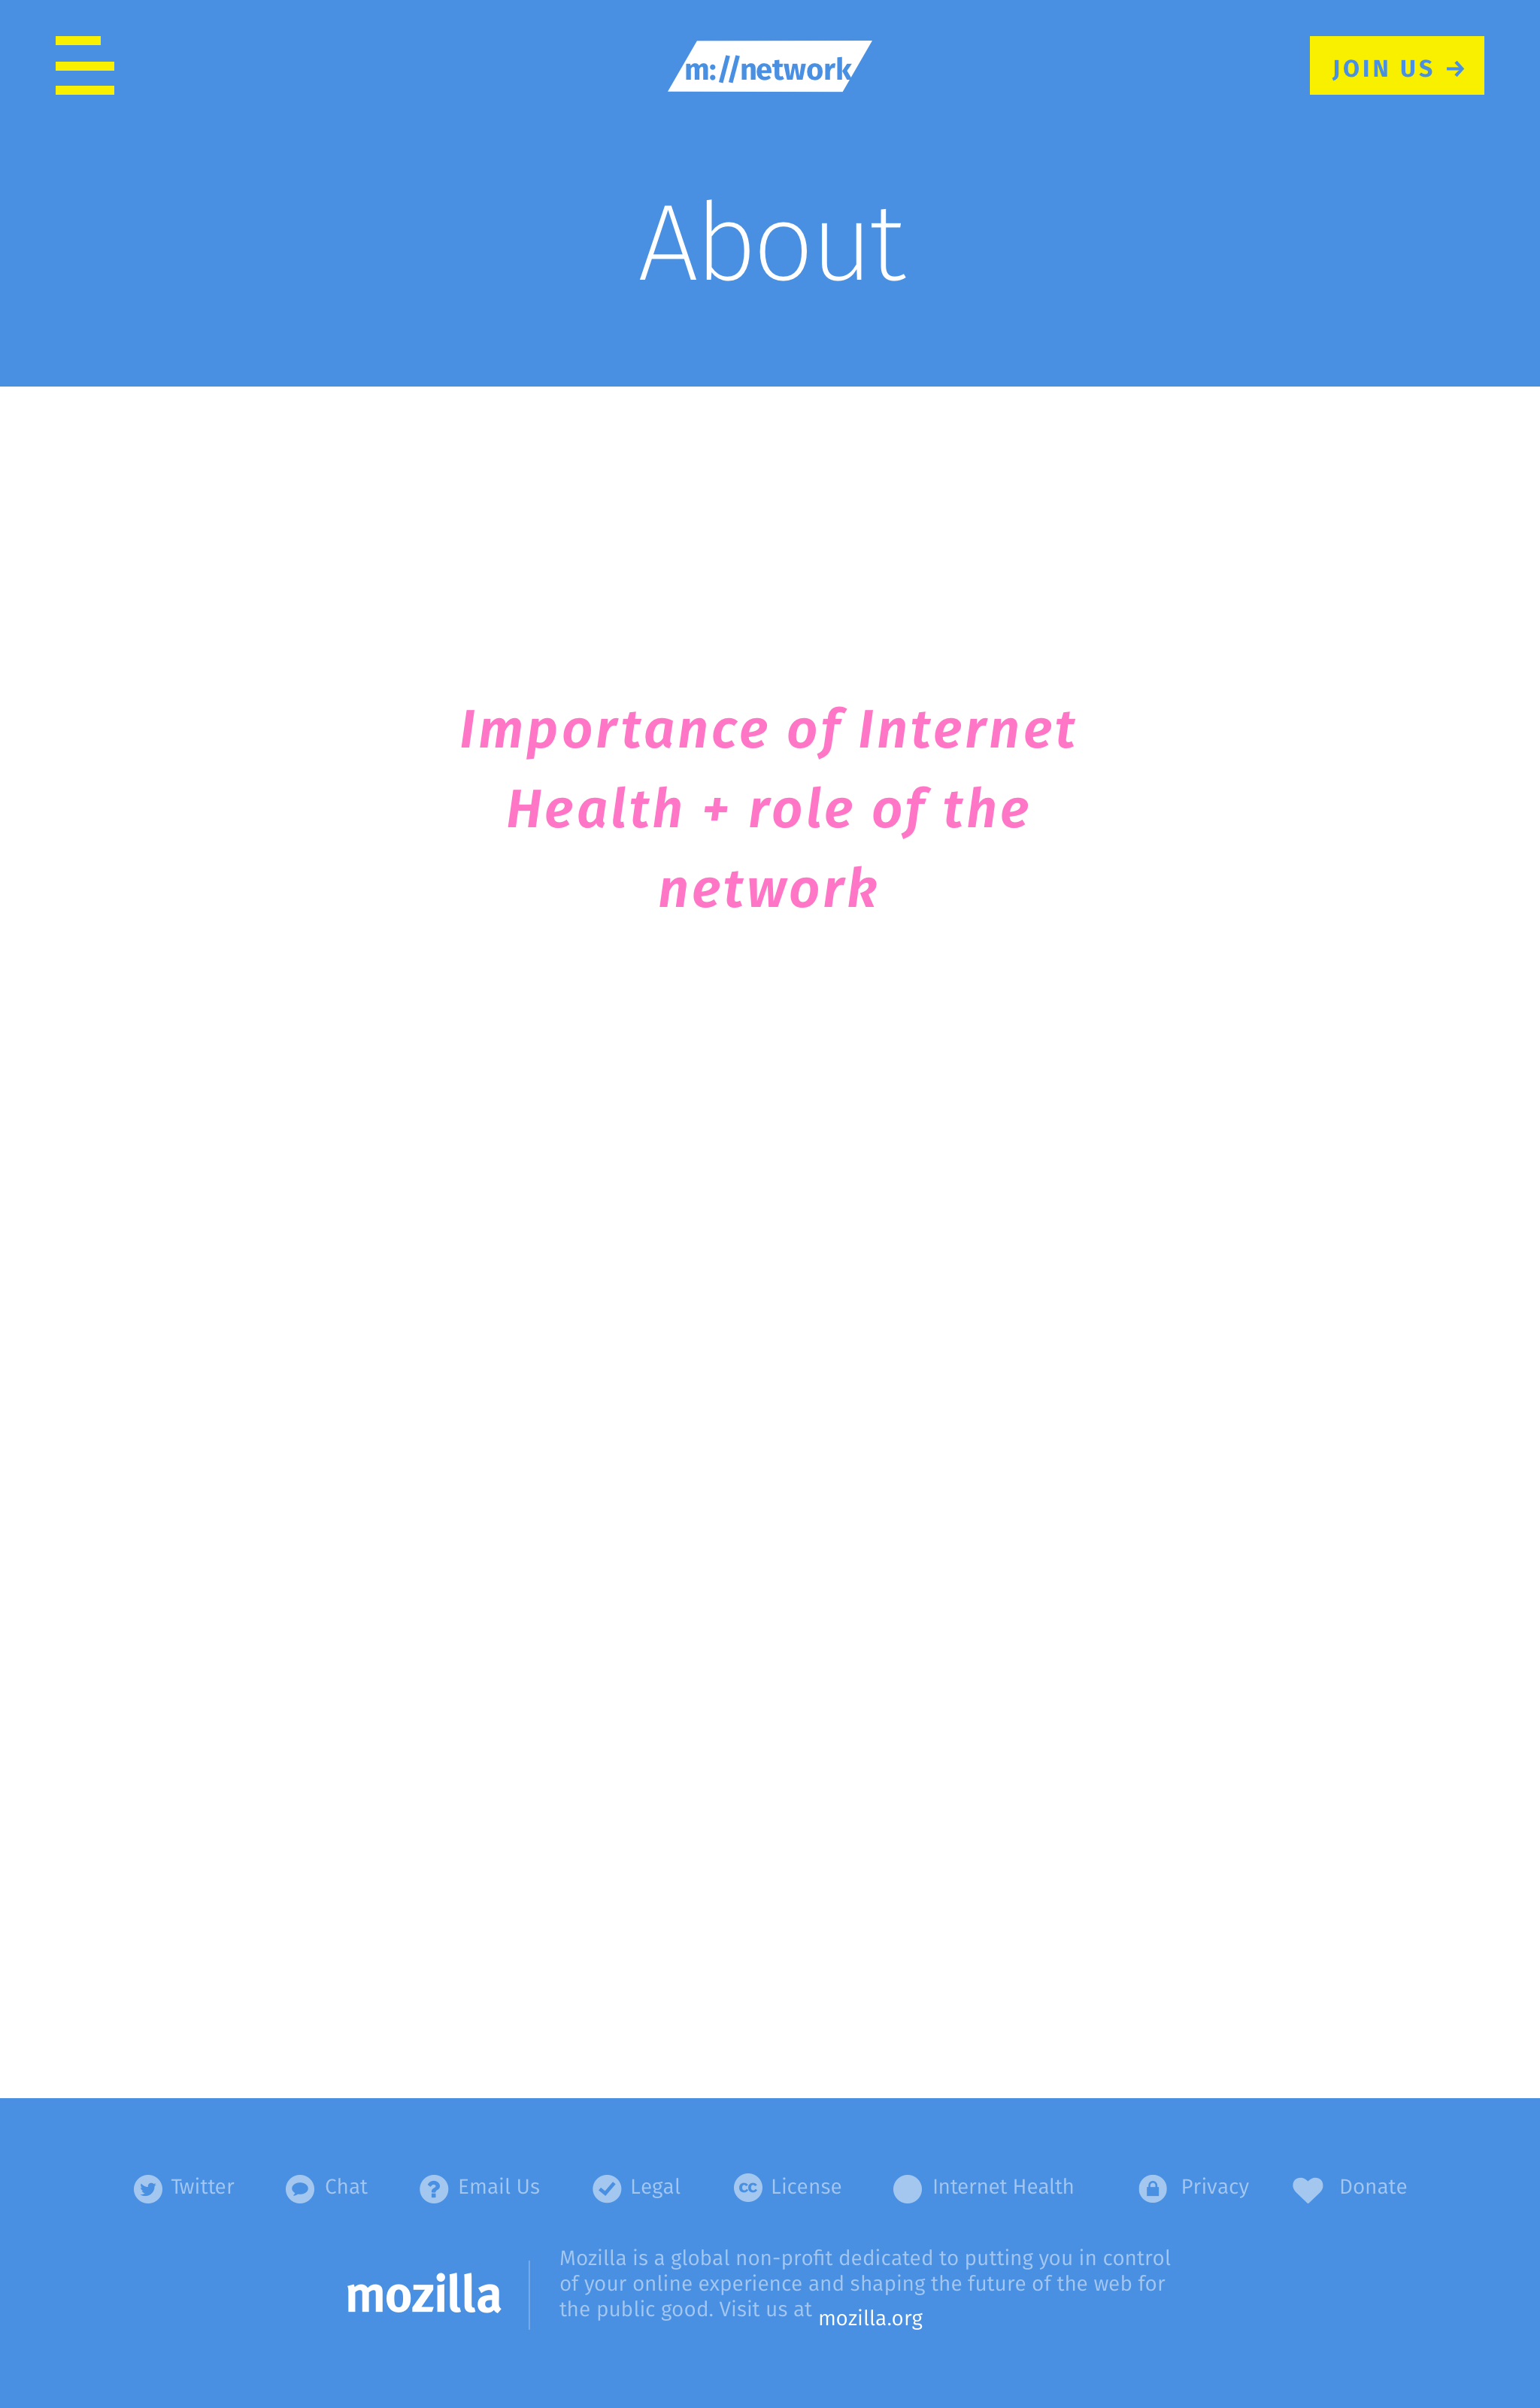 m://network
JOIN US →
About
Importance of Internet
Health + role of the
network
Twitter
Chat
Email Us
Legal
cc License
Internet Health
Privacy
Donate
Mozilla is a global non-profit dedicated to putting you in control
of your online experience and shaping the future of the web for
the public good. Visit us at mozilla.org
mozilla